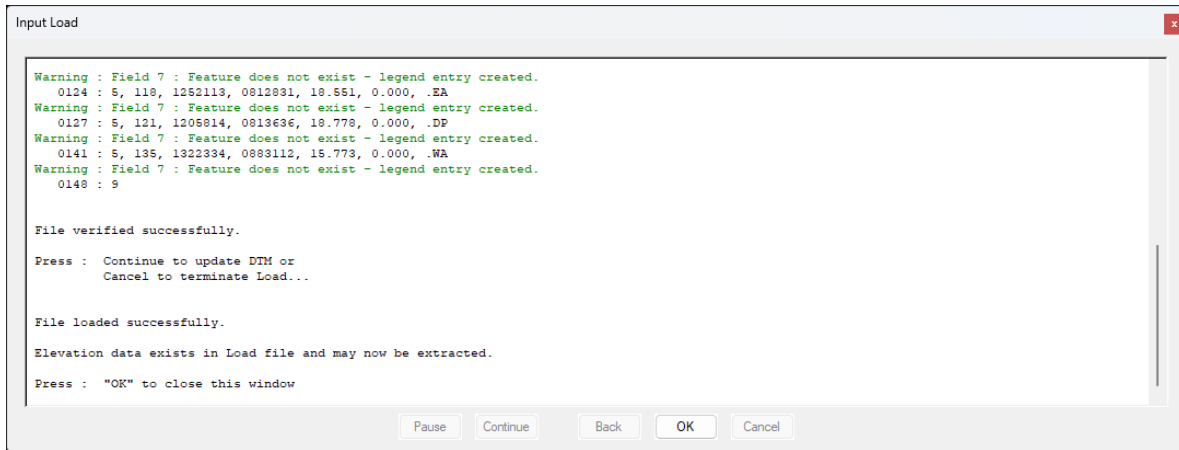 Input Load
x
Warning : Field 7 : Feature does not exist - legend entry created.
0124 : 5, 118, 1252113, 0812831, 18.551, 0.000, .EA
Warning : Field 7 : Feature does not exist - legend entry created.
0127 : 5, 121, 1205814, 0813636, 18.778, 0.000, .DP
Warning : Field 7 : Feature does not exist - legend entry created.
0141 : 5, 135, 1322334, 0883112, 15.773, 0.000, .WA
Warning : Field 7 : Feature does not exist - legend entry created.
0148 : 9
File verified successfully.
Press : Continue to update DTM or
Cancel to terminate Load...
File loaded successfully.
Elevation data exists in Load file and may now be extracted.
Press : "OK" to close this window
Pause Continue Back OK Cancel